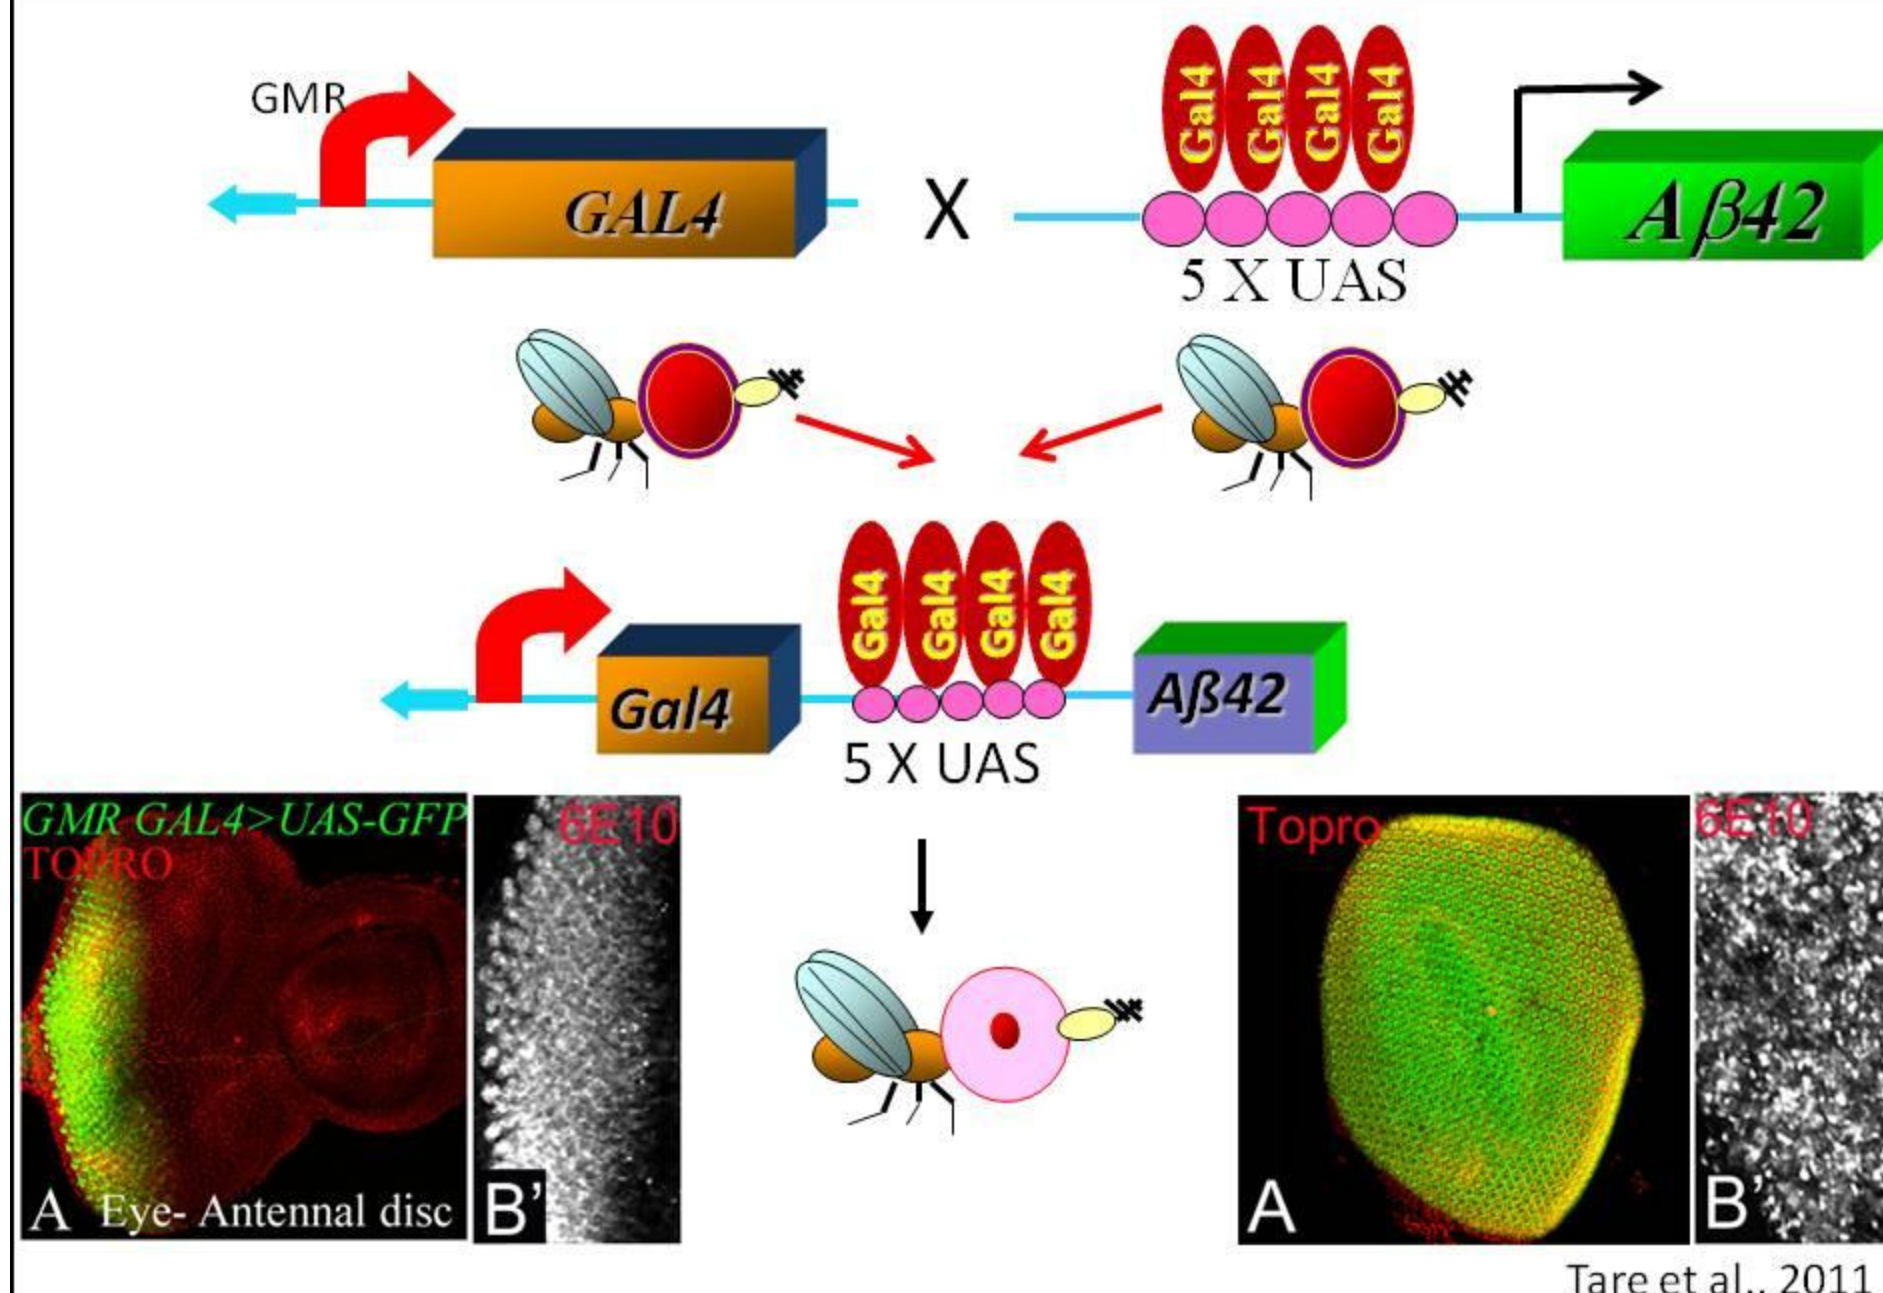 GMR
GAL4
X
Gal4 Gal4 Gal4 Gal4
5 X UAS
Aβ42
Gal4
Gal4 Gal4 Gal4 Gal4
5 X UAS
Aß42
GMR GAL4>UAS-GFP
TOPRO
A Eye- Antennal disc
6E10
B’
Topro
A
6E10
B’
Tare et al., 2011